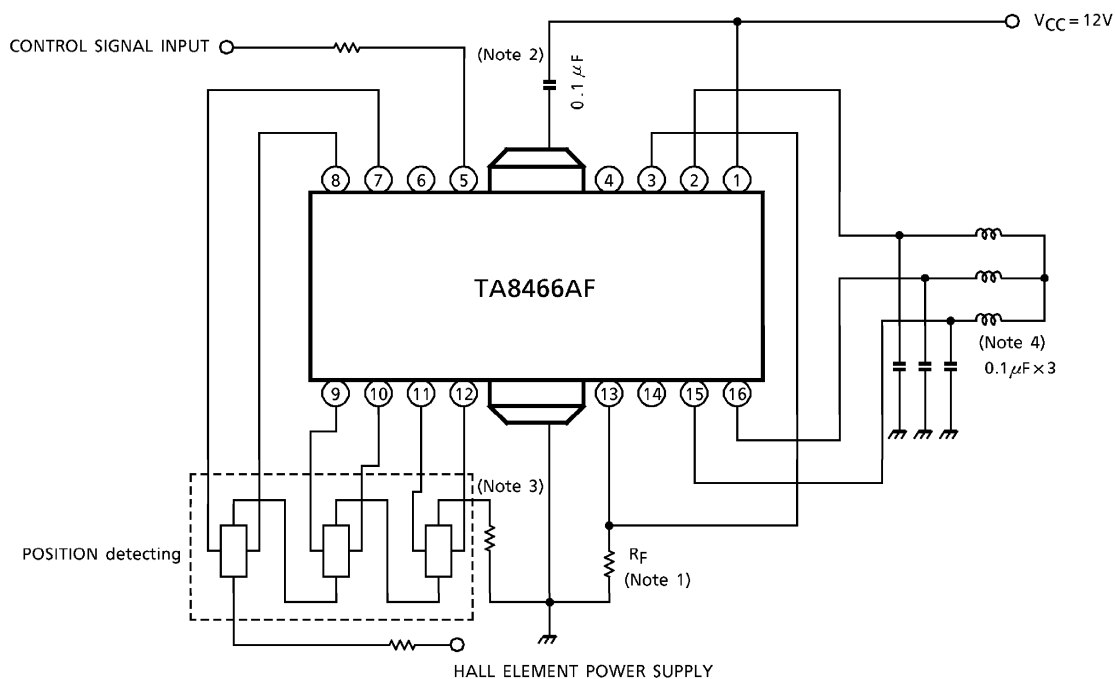 V_CC = 12V
CONTROL SIGNAL INPUT
(Note 2)
0.1 μF
8 7 6 5 4 3 2 1
TA8466AF
(Note 4)
0.1μF×3
9 10 11 12 13 14 15 16
(Note 3)
POSITION detecting
R_F
(Note 1)
HALL ELEMENT POWER SUPPLY